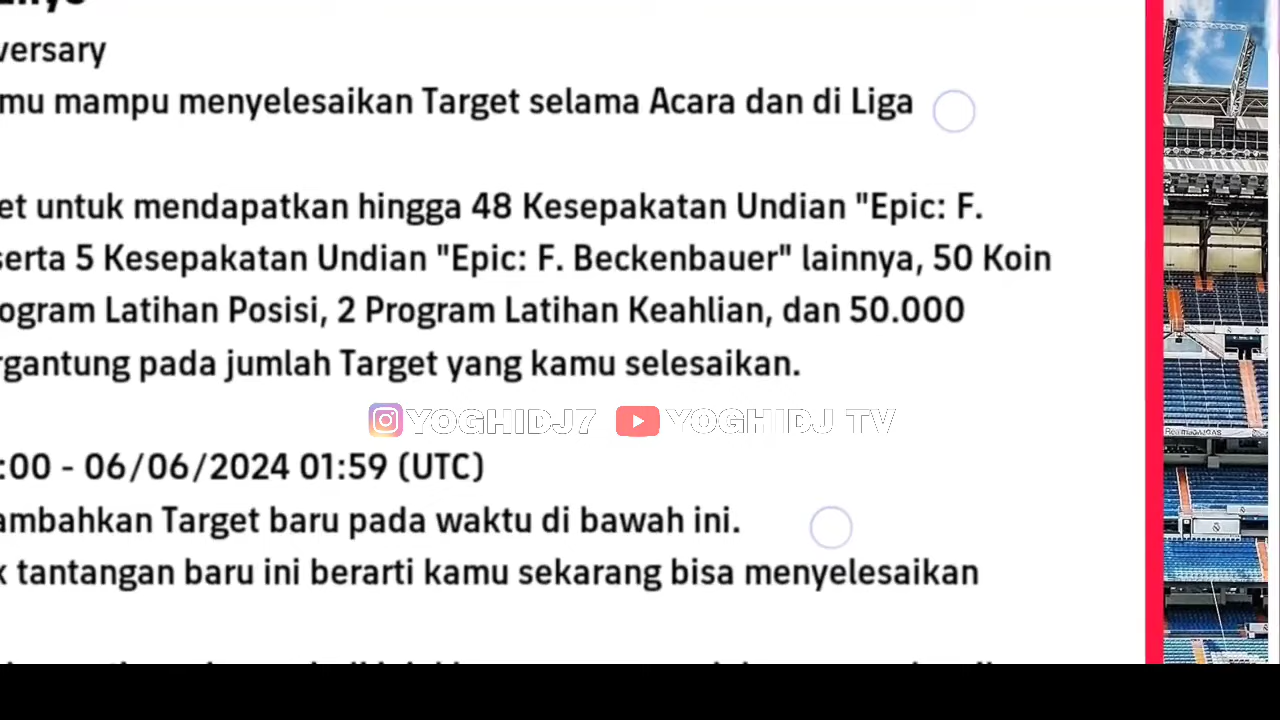 versary
mu mampu menyelesaikan Target selama Acara dan di Liga
et untuk mendapatkan hingga 48 Kesepakatan Undian "Epic: F.
serta 5 Kesepakatan Undian "Epic: F. Beckenbauer" lainnya, 50 Koin
ogram Latihan Posisi, 2 Program Latihan Keahlian, dan 50.000
rgantung pada jumlah Target yang kamu selesaikan.
YOGHIDJ7 YOGHIDJ TV
:00 - 06/06/2024 01:59 (UTC)
ambahkan Target baru pada waktu di bawah ini.
k tantangan baru ini berarti kamu sekarang bisa menyelesaikan